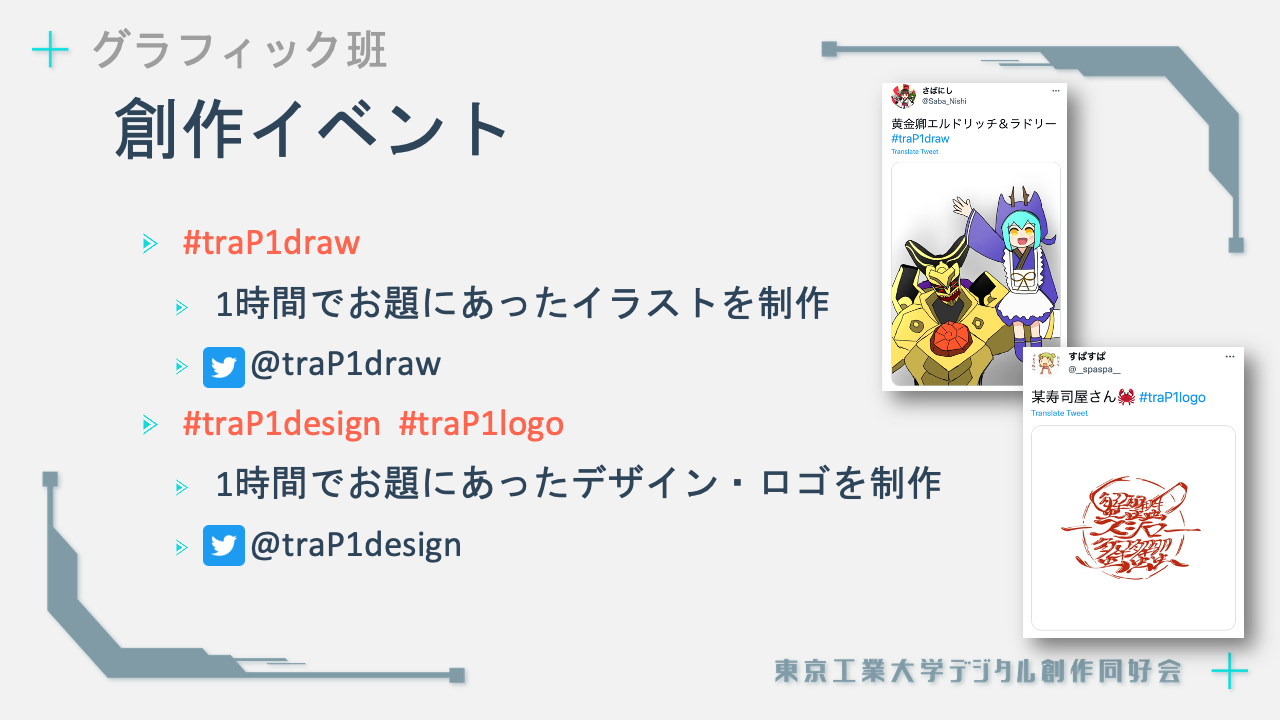 グラフィック班
創作イベント
#traP1draw
1時間でお題にあったイラストを制作
@traP1draw
#traP1design #traP1logo
1時間でお題にあったデザイン・ロゴを制作
@traP1design
さばにし
@Saba_Nishi
黄金卿エルドリッチ＆ラドリー
#traP1draw
Translate Tweet
すぱすぱ
@__spaspa__
某寿司屋さん🦀 #traP1logo
Translate Tweet
東京工業大学デジタル創作同好会